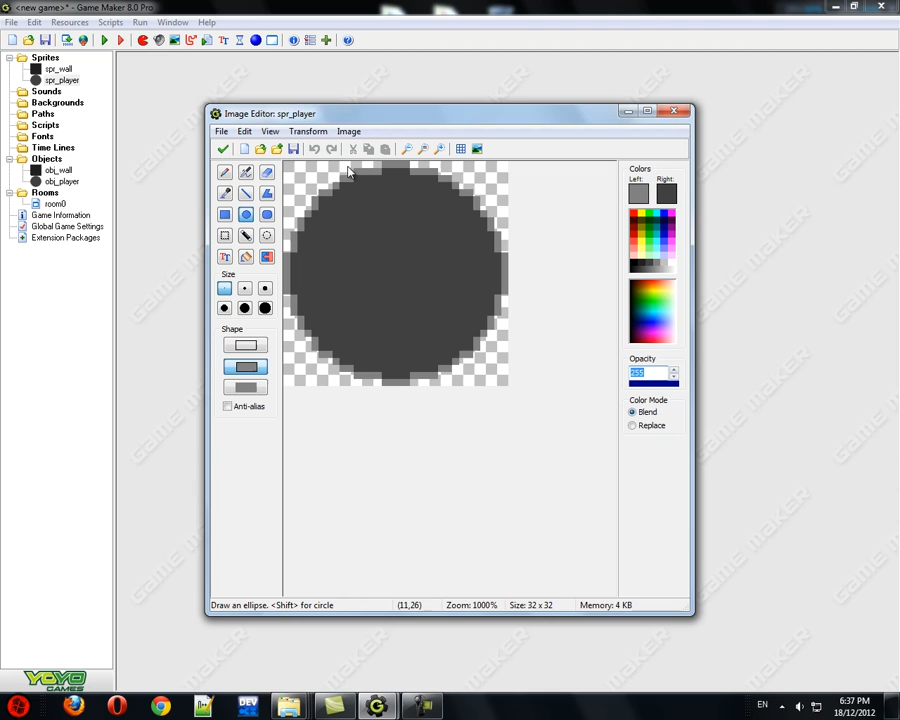 <new game>* - Game Maker 8.0 Pro
File Edit Resources Scripts Run Window Help
Sprites
spr_wall
spr_player
Sounds
Backgrounds
Paths
Scripts
Fonts
Time Lines
Objects
obj_wall
obj_player
Rooms
room0
Game Information
Global Game Settings
Extension Packages
YOYO
GAMES
Image Editor: spr_player
File Edit View Transform Image
Size
Shape
Anti-alias
Colors
Left: Right:
Opacity
255
Color Mode
Blend
Replace
Draw an ellipse. <Shift> for circle (11,26) Zoom: 1000% Size: 32 x 32 Memory: 4 KB
GAME MAKER
DEV
EN
6:37 PM
18/12/2012